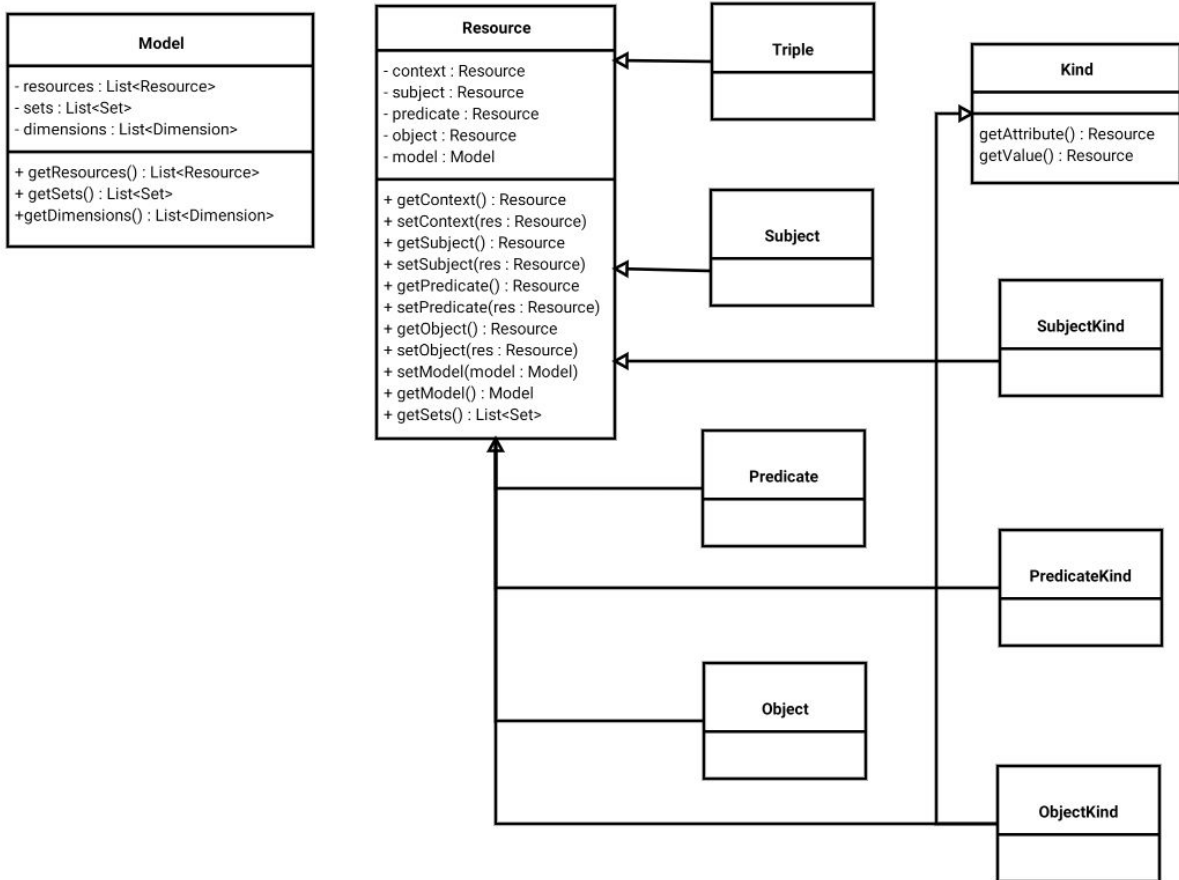 Model
- resources : List<Resource>
- sets : List<Set>
- dimensions : List<Dimension>
+ getResources() : List<Resource>
+ getSets() : List<Set>
+getDimensions() : List<Dimension>
Resource
- context : Resource
- subject : Resource
- predicate : Resource
- object : Resource
- model : Model
+ getContext() : Resource
+ setContext(res : Resource)
+ getSubject() : Resource
+ setSubject(res : Resource)
+ getPredicate() : Resource
+ setPredicate(res : Resource)
+ getObject() : Resource
+ setObject(res : Resource)
+ setModel(model : Model)
+ getModel() : Model
+ getSets() : List<Set>
Triple
Kind
getAttribute() : Resource
getValue() : Resource
Subject
SubjectKind
Predicate
PredicateKind
Object
ObjectKind